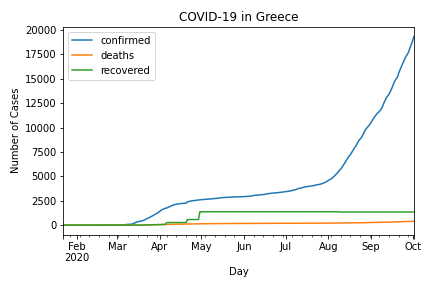 COVID-19 in Greece
confirmed
deaths
recovered
Number of Cases
20000
17500
15000
12500
10000
7500
5000
2500
0
Feb Mar Apr May Jun Jul Aug Sep Oct
2020
Day